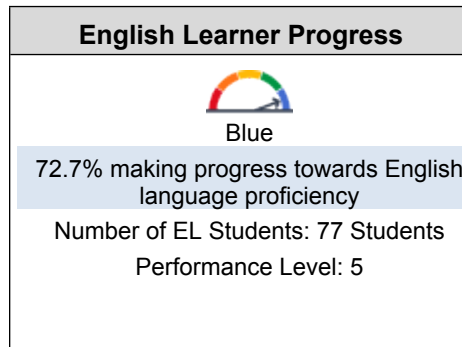 English Learner Progress
Blue
72.7% making progress towards English
language proficiency
Number of EL Students: 77 Students
Performance Level: 5